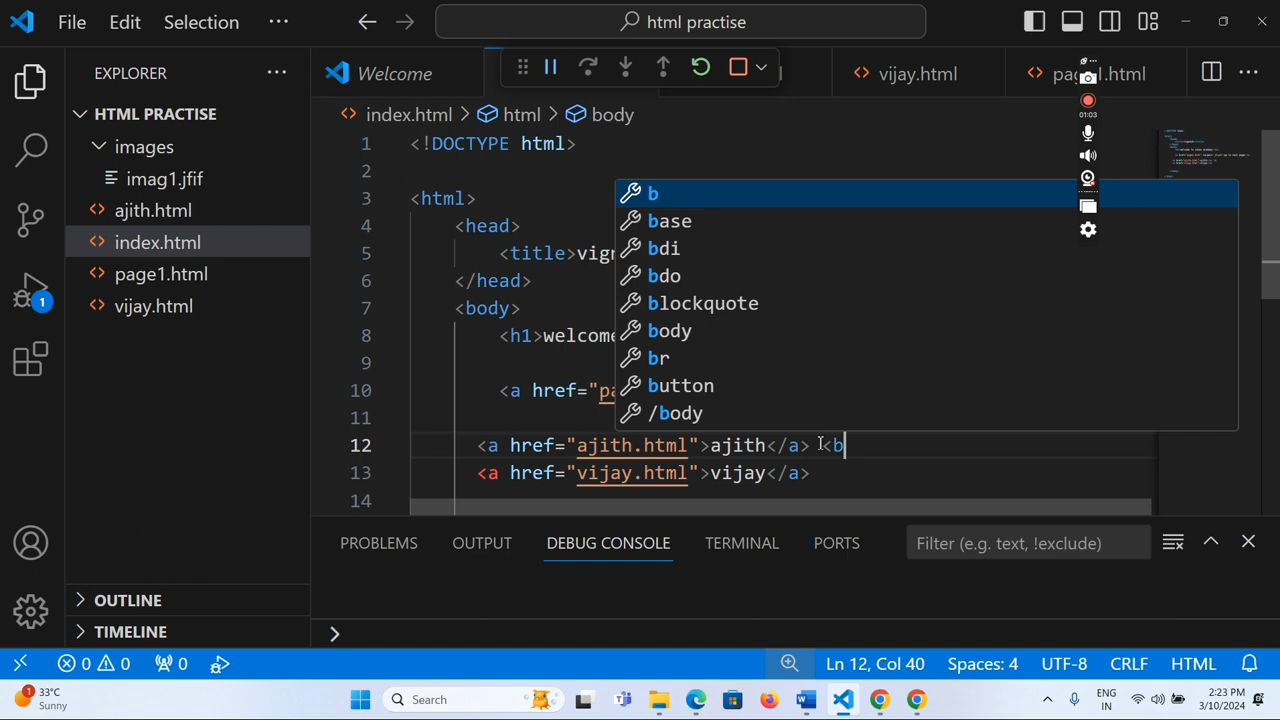 File Edit Selection ··· html practise
EXPLORER ···
HTML PRACTISE
images
imag1.jfif
ajith.html
index.html
page1.html
vijay.html
OUTLINE
TIMELINE
1
Welcome vijay.html ···
01:03
index.html > html > body
1 <!DOCTYPE html>
2
3 <html>
4 <head>
5 <title>
6 </head>
7 <body>
8 <h1>welcome
9
10 <a href="pa
11
12 <a href="ajith.html">ajith</a> <b
13 <a href="vijay.html">vijay</a>
14
b
base
bdi
bdo
blockquote
body
br
button
/body
PROBLEMS OUTPUT DEBUG CONSOLE TERMINAL PORTS Filter (e.g. text, !exclude)
0 0 0 Ln 12, Col 40 Spaces: 4 UTF-8 CRLF HTML
1 33°C
Sunny
Search
ENG
IN
2:23 PM
3/10/2024